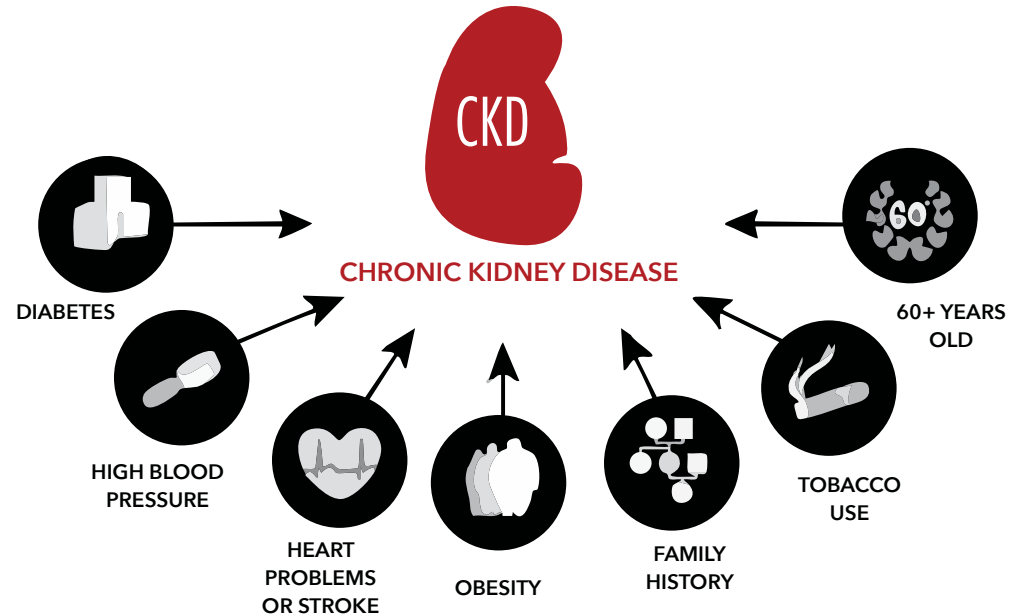 CKD
CHRONIC KIDNEY DISEASE
DIABETES
HIGH BLOOD
PRESSURE
HEART
PROBLEMS
OR STROKE
OBESITY
FAMILY
HISTORY
TOBACCO
USE
60+ YEARS
OLD
60°